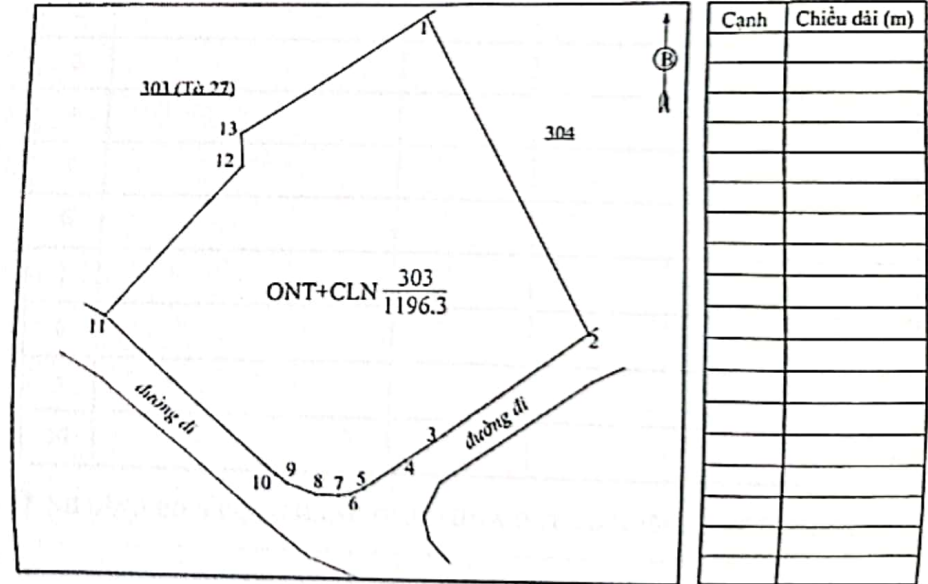 1
Cạnh Chiều dài (m)
B
301 (Tờ 27)
13
304
12
ONT+CLN 303
1196.3
11
2
đường đi
đường đi
3
4
9
10
8
7
5
6